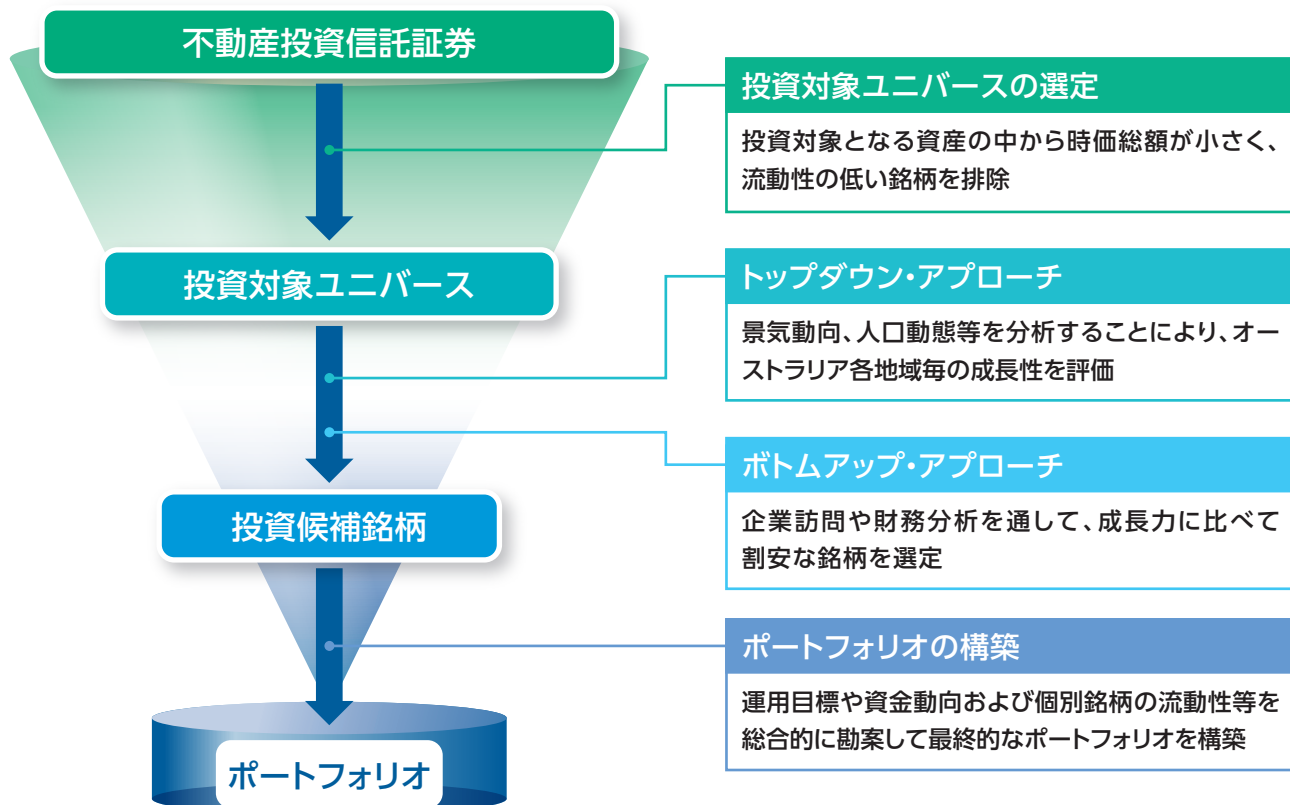 不動産投資信託証券
投資対象ユニバースの選定
投資対象となる資産の中から時価総額が小さく、
流動性の低い銘柄を排除
投資対象ユニバース
トップダウン・アプローチ
景気動向、人口動態等を分析することにより、オー
ストラリア各地域毎の成長性を評価
ボトムアップ・アプローチ
企業訪問や財務分析を通して、成長力に比べて
割安な銘柄を選定
投資候補銘柄
ポートフォリオの構築
運用目標や資金動向および個別銘柄の流動性等を
総合的に勘案して最終的なポートフォリオを構築
ポートフォリオ